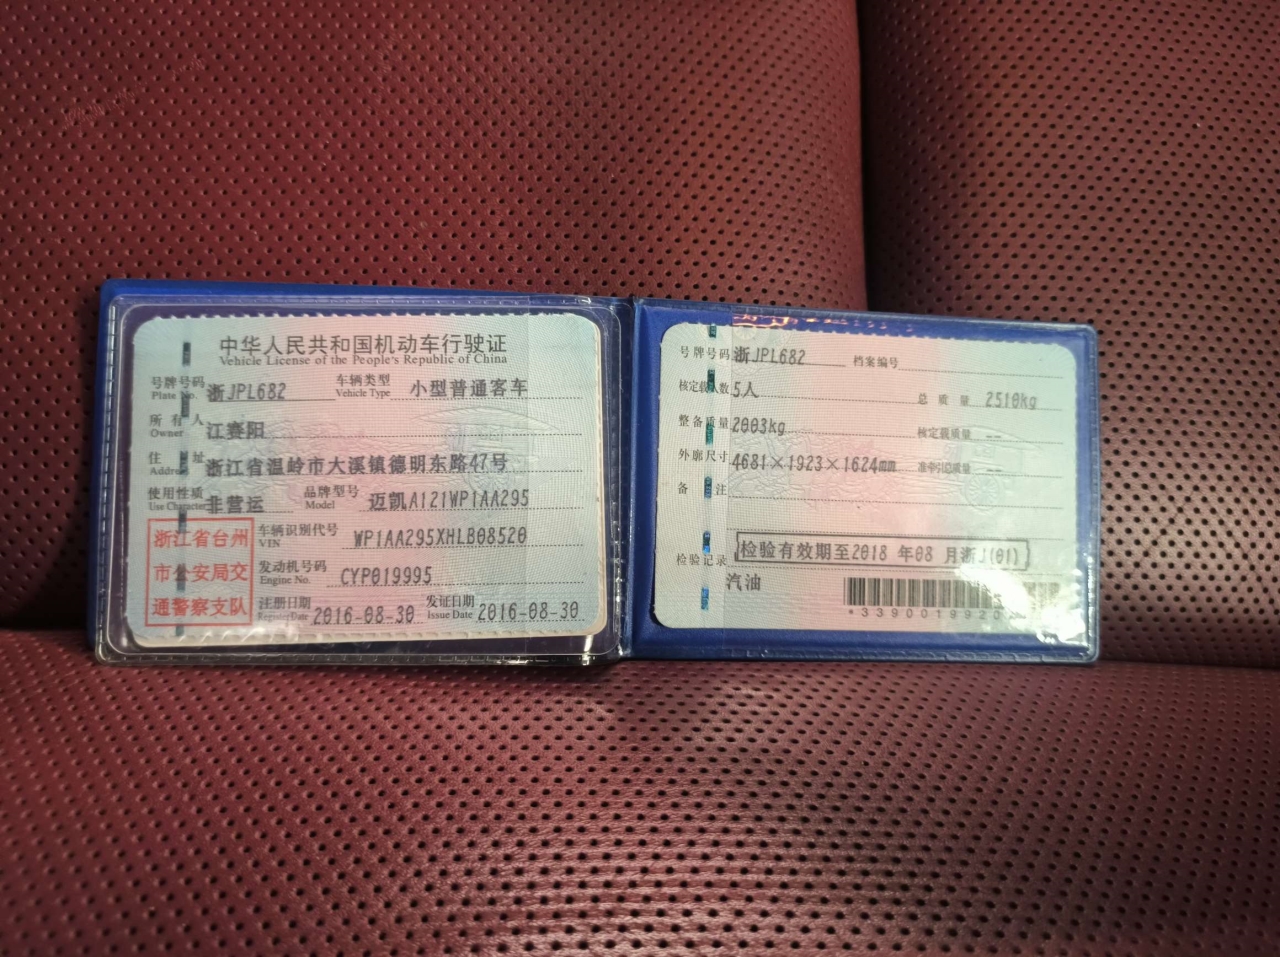 中华人民共和国机动车行驶证
Vehicle License of the People's Republic of China
号牌号码 浙JPL682 车辆类型 小型普通客车
Plate No. Vehicle Type
所有人 江赛阳
Owner
住址 浙江省温岭市大溪镇德明东路47号
Address
使用性质 非营运 品牌型号 迈凯A121WP1AA295
Use Character Model
浙江省台州
市公安局交
通警察支队
车辆识别代号 WP1AA295XHLB08520
VIN
发动机号码 CYP019995
Engine No.
注册日期 2016-08-30 发证日期 2016-08-30
Register Date Issue Date
号牌号码 浙JPL682 档案编号
核定载人数 5人 总质量 2510kg
整备质量 2003kg 核定载质量 --
外廓尺寸 4681×1923×1624mm 准牵引总质量 --
备注
检验记录 检验有效期至2018 年08 月浙J(01)
汽油